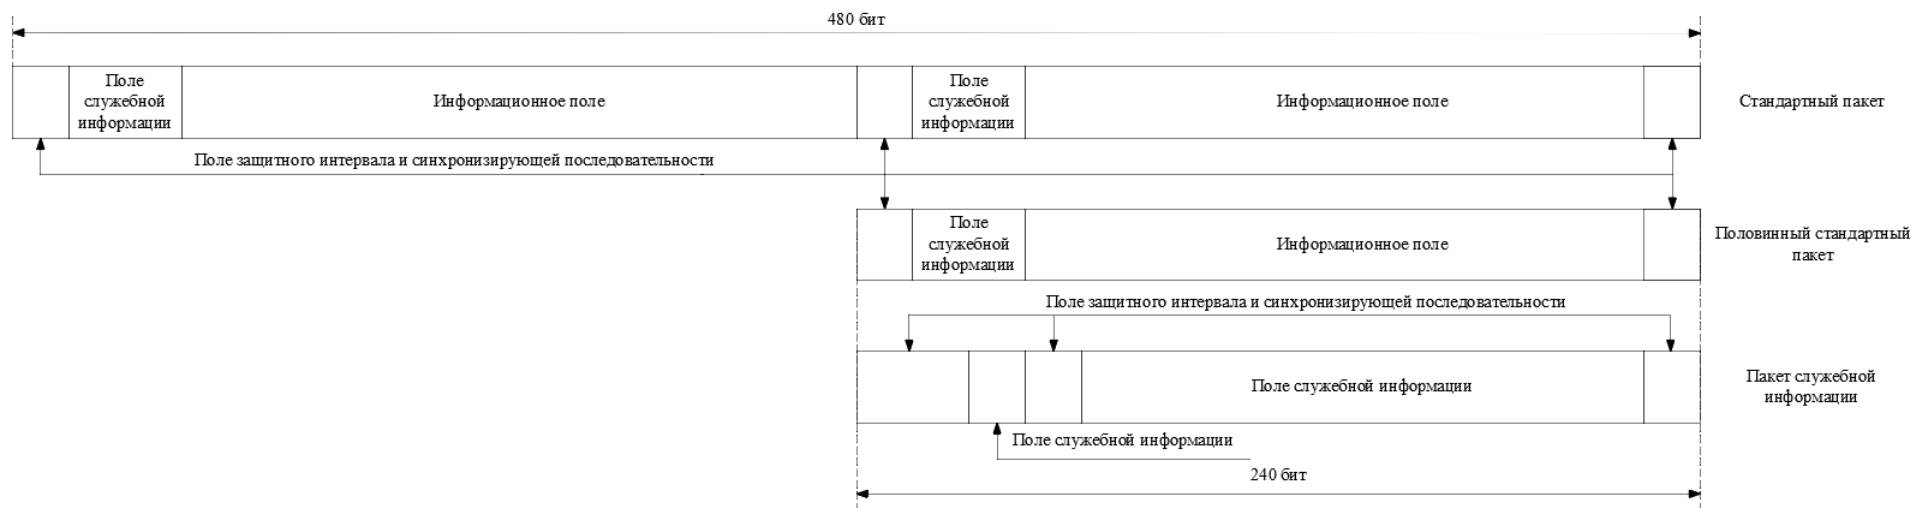 480 бит
Поле
служебной
информации
Информационное поле
Поле
служебной
информации
Информационное поле
Стандартный пакет
Поле защитного интервала и синхронизирующей последовательности
Поле
служебной
информации
Информационное поле
Половинный стандартный
пакет
Поле защитного интервала и синхронизирующей последовательности
Поле служебной информации
Пакет служебной
информации
Поле служебной информации
240 бит